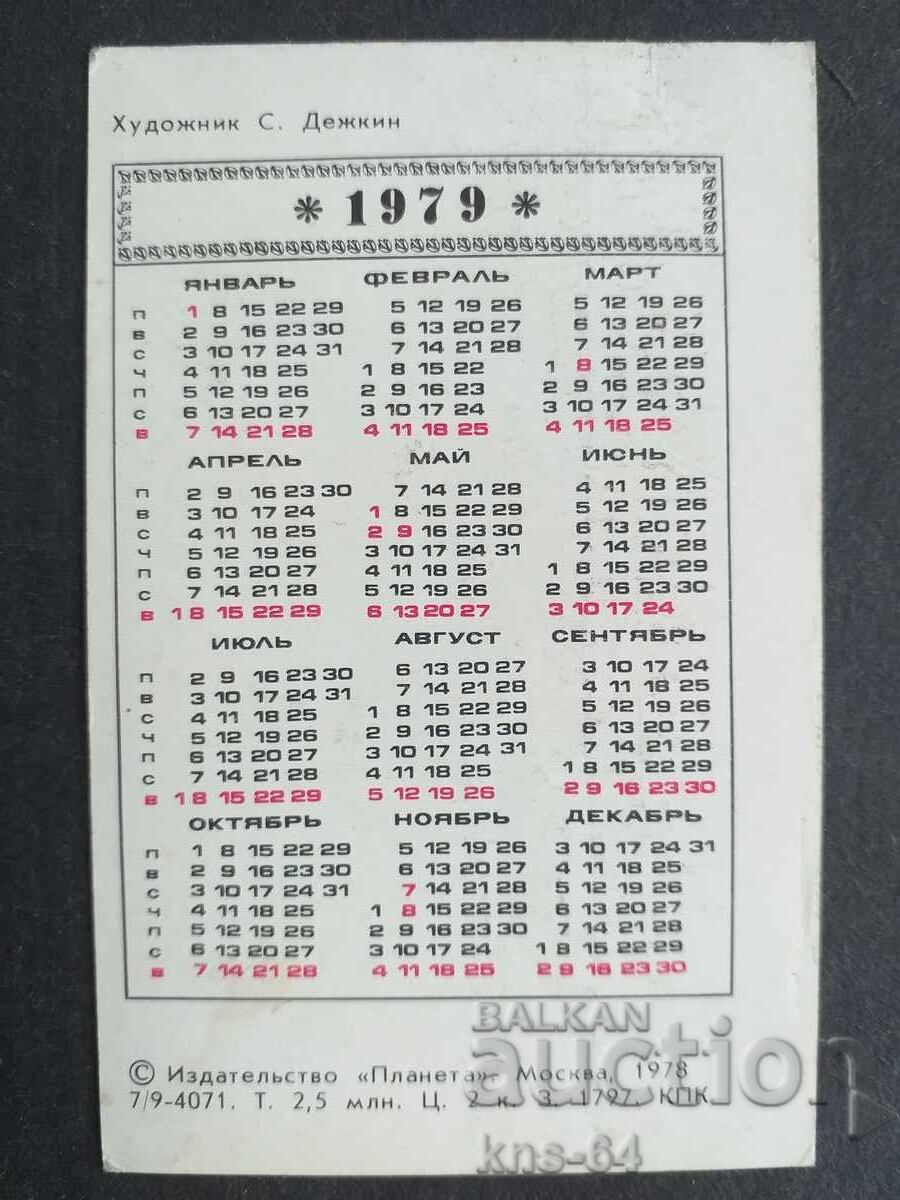 Художник С. Дежкин
* 1979 *
ЯНВАРЬ ФЕВРАЛЬ МАРТ
П 1 8 15 22 29 5 12 19 26 5 12 19 26
В 2 9 16 23 30 6 13 20 27 6 13 20 27
С 3 10 17 24 31 7 14 21 28 7 14 21 28
Ч 4 11 18 25 1 8 15 22 1 8 15 22 29
П 5 12 19 26 2 9 16 23 2 9 16 23 30
С 6 13 20 27 3 10 17 24 3 10 17 24 31
В 7 14 21 28 4 11 18 25 4 11 18 25
АПРЕЛЬ МАЙ ИЮНЬ
П 2 9 16 23 30 7 14 21 28 4 11 18 25
В 3 10 17 24 1 8 15 22 29 5 12 19 26
С 4 11 18 25 2 9 16 23 30 6 13 20 27
Ч 5 12 19 26 3 10 17 24 31 7 14 21 28
П 6 13 20 27 4 11 18 25 1 8 15 22 29
С 7 14 21 28 5 12 19 26 2 9 16 23 30
В 1 8 15 22 29 6 13 20 27 3 10 17 24
ИЮЛЬ АВГУСТ СЕНТЯБРЬ
П 2 9 16 23 30 6 13 20 27 3 10 17 24
В 3 10 17 24 31 7 14 21 28 4 11 18 25
С 4 11 18 25 1 8 15 22 29 5 12 19 26
Ч 5 12 19 26 2 9 16 23 30 6 13 20 27
П 6 13 20 27 3 10 17 24 31 7 14 21 28
С 7 14 21 28 4 11 18 25 1 8 15 22 29
В 1 8 15 22 29 5 12 19 26 2 9 16 23 30
ОКТЯБРЬ НОЯБРЬ ДЕКАБРЬ
П 1 8 15 22 29 5 12 19 26 3 10 17 24 31
В 2 9 16 23 30 6 13 20 27 4 11 18 25
С 3 10 17 24 31 7 14 21 28 5 12 19 26
Ч 4 11 18 25 1 8 15 22 29 6 13 20 27
П 5 12 19 26 2 9 16 23 30 7 14 21 28
С 6 13 20 27 3 10 17 24 1 8 15 22 29
В 7 14 21 28 4 11 18 25 2 9 16 23 30
© Издательство «Планета» Москва, 1978
7/9-4071. Т. 2,5 млн. Ц. 2 к. З. 1797. КПК
BALKAN
auction
kns-64